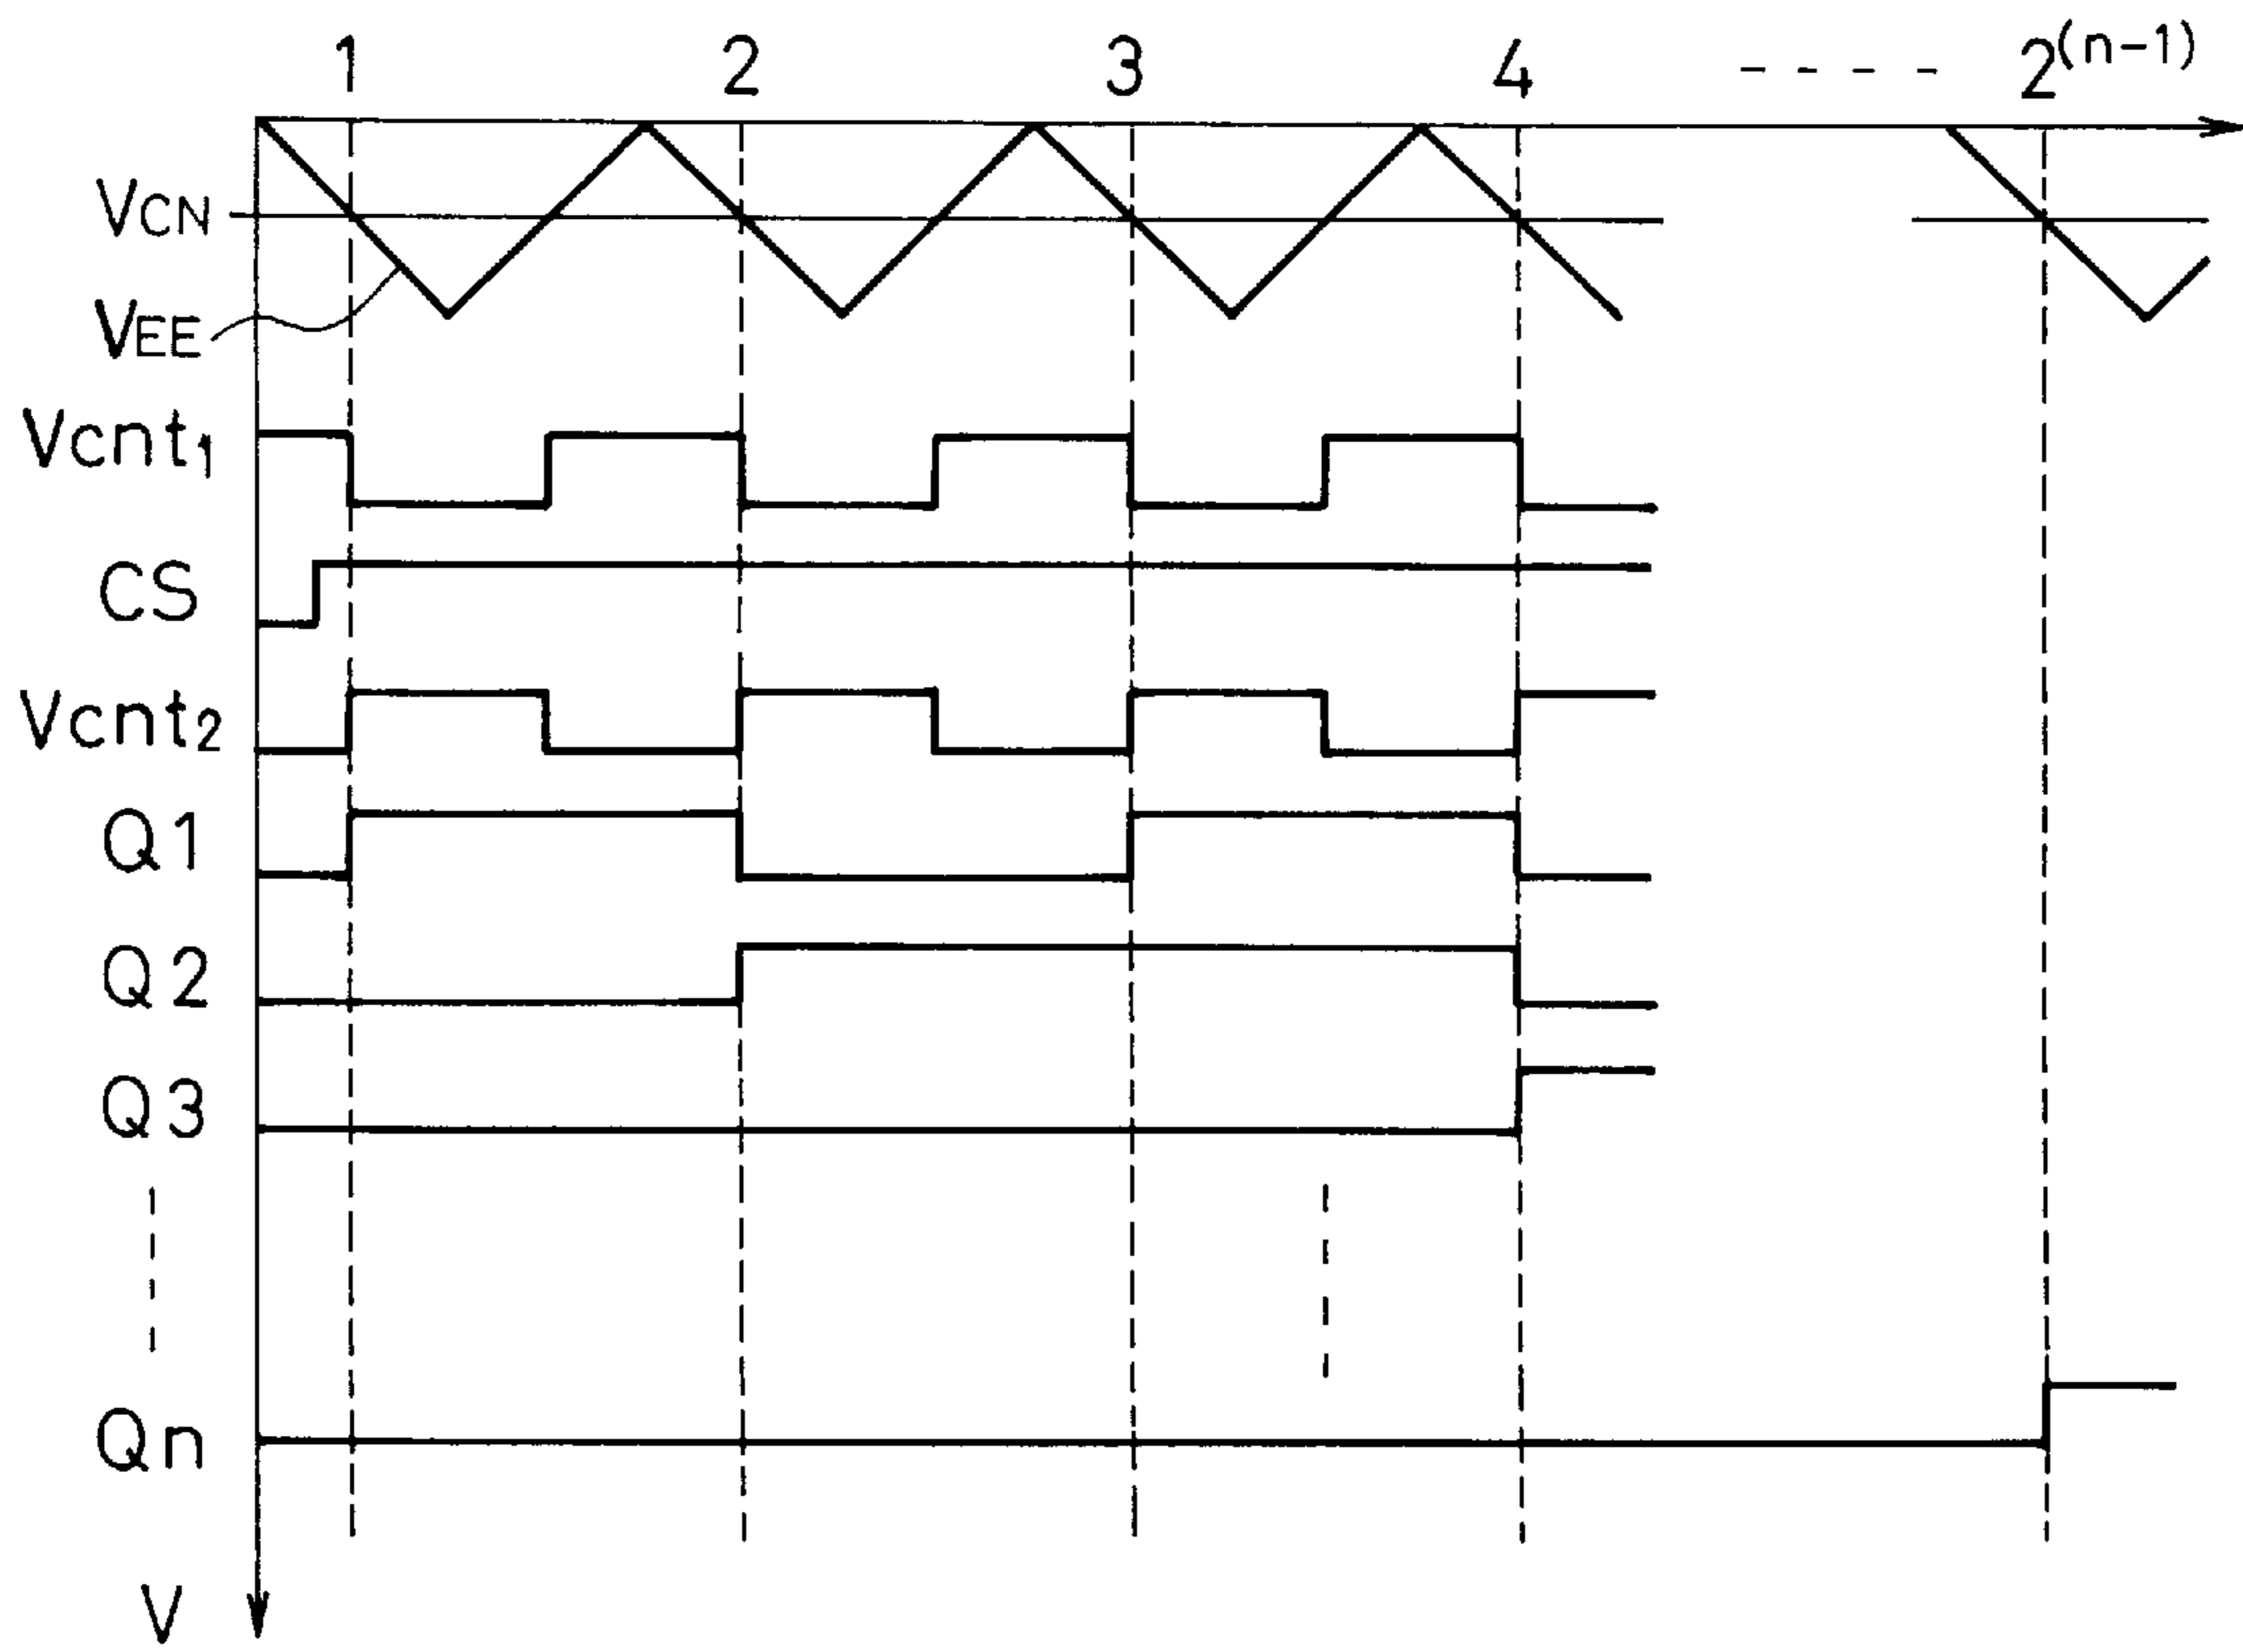 1 2 3 4 - - - - 2^(n-1)
VCN
VEE
Vcnt1
CS
Vcnt2
Q1
Q2
Q3
Qn
V